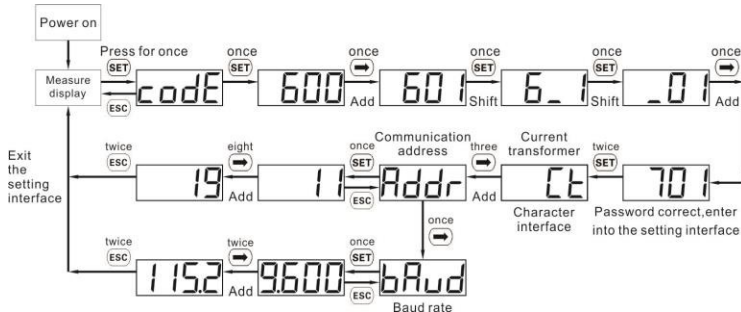 Power on
Press for once
once
once
once
once
once
SET
SET
SET
SET
Measure
display
ESC
codE
600
Add
601
Shift
6_1
Shift
_01
Add
Communication
address
Current
transformer
twice
ESC
eight
once
SET
three
twice
SET
Exit
the
setting
interface
19
Add
11
ESC
Addr
Add
Ct
701
Character
interface
Password correct,enter
into the setting interface
once
twice
ESC
twice
once
SET
115.2
Add
9.600
ESC
bAud
Baud rate